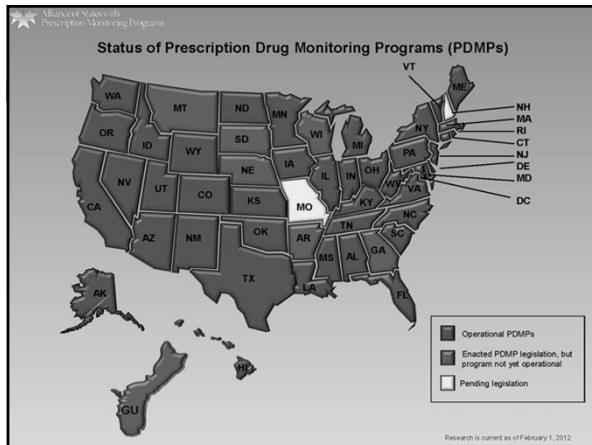 Alliance of States with
Prescription Monitoring Programs
Status of Prescription Drug Monitoring Programs (PDMPs)
VT
ME
WA
MT
ND
MN
NH
MA
RI
CT
NJ
DE
MD
DC
OR
ID
WY
SD
WI
MI
NY
PA
NE
IA
IL
IN
OH
WV
VA
NV
UT
CO
KS
MO
KY
CA
AZ
NM
OK
AR
TN
NC
SC
TX
LA
MS
AL
GA
FL
AK
HI
GU
Operational PDMPs
Enacted PDMP legislation, but
program not yet operational
Pending legislation
Research is current as of February 1, 2012